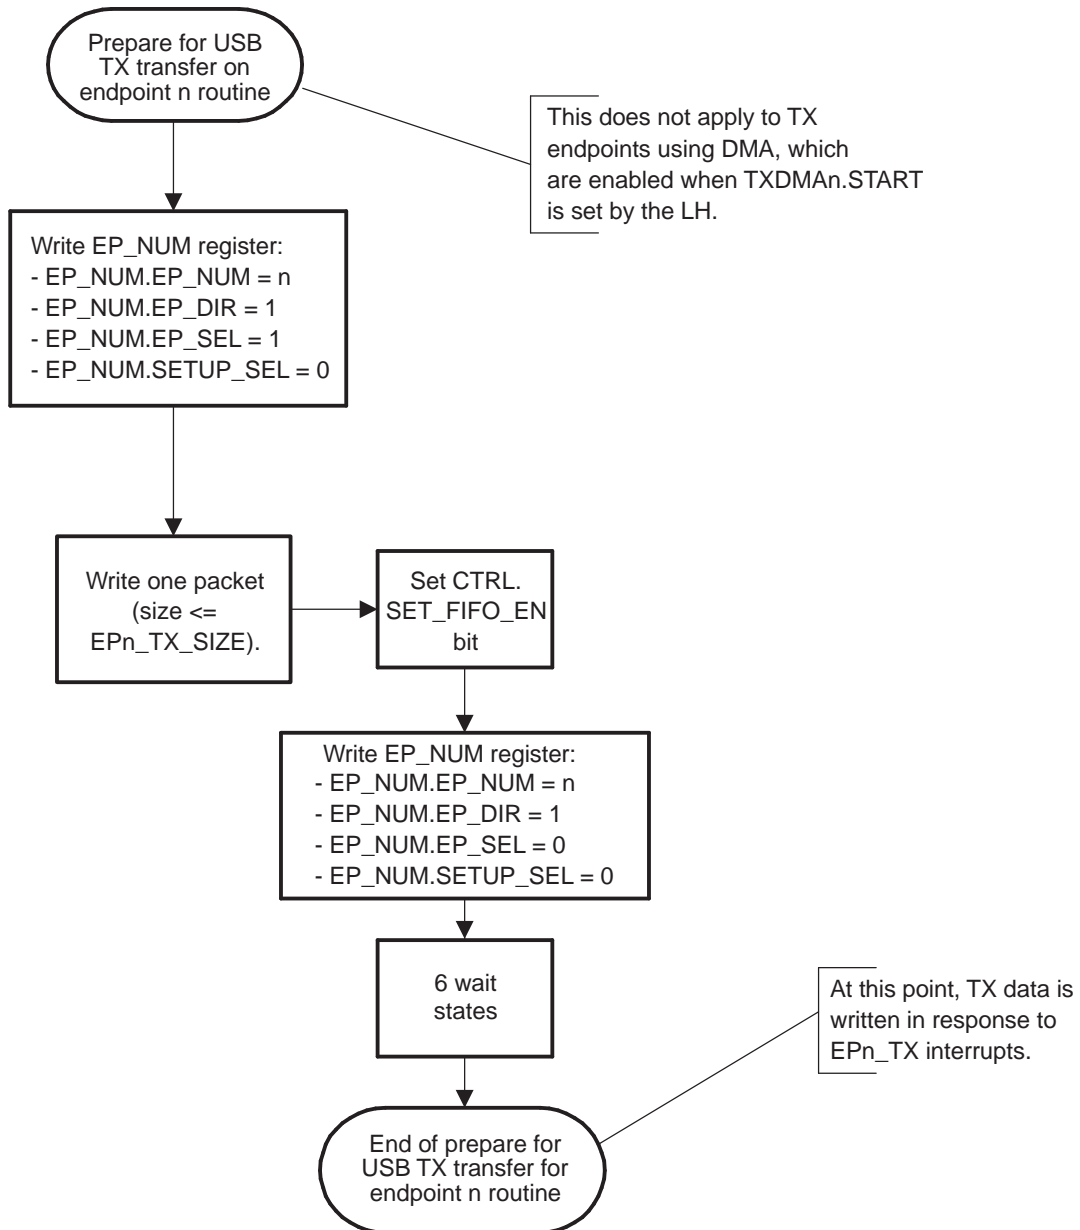 Prepare for USB
TX transfer on
endpoint n routine
This does not apply to TX
endpoints using DMA, which
are enabled when TXDMAn.START
is set by the LH.
Write EP_NUM register:
- EP_NUM.EP_NUM = n
- EP_NUM.EP_DIR = 1
- EP_NUM.EP_SEL = 1
- EP_NUM.SETUP_SEL = 0
Write one packet
(size <=
EPn_TX_SIZE).
Set CTRL.
SET_FIFO_EN
bit
Write EP_NUM register:
- EP_NUM.EP_NUM = n
- EP_NUM.EP_DIR = 1
- EP_NUM.EP_SEL = 0
- EP_NUM.SETUP_SEL = 0
6 wait
states
At this point, TX data is
written in response to
EPn_TX interrupts.
End of prepare for
USB TX transfer for
endpoint n routine